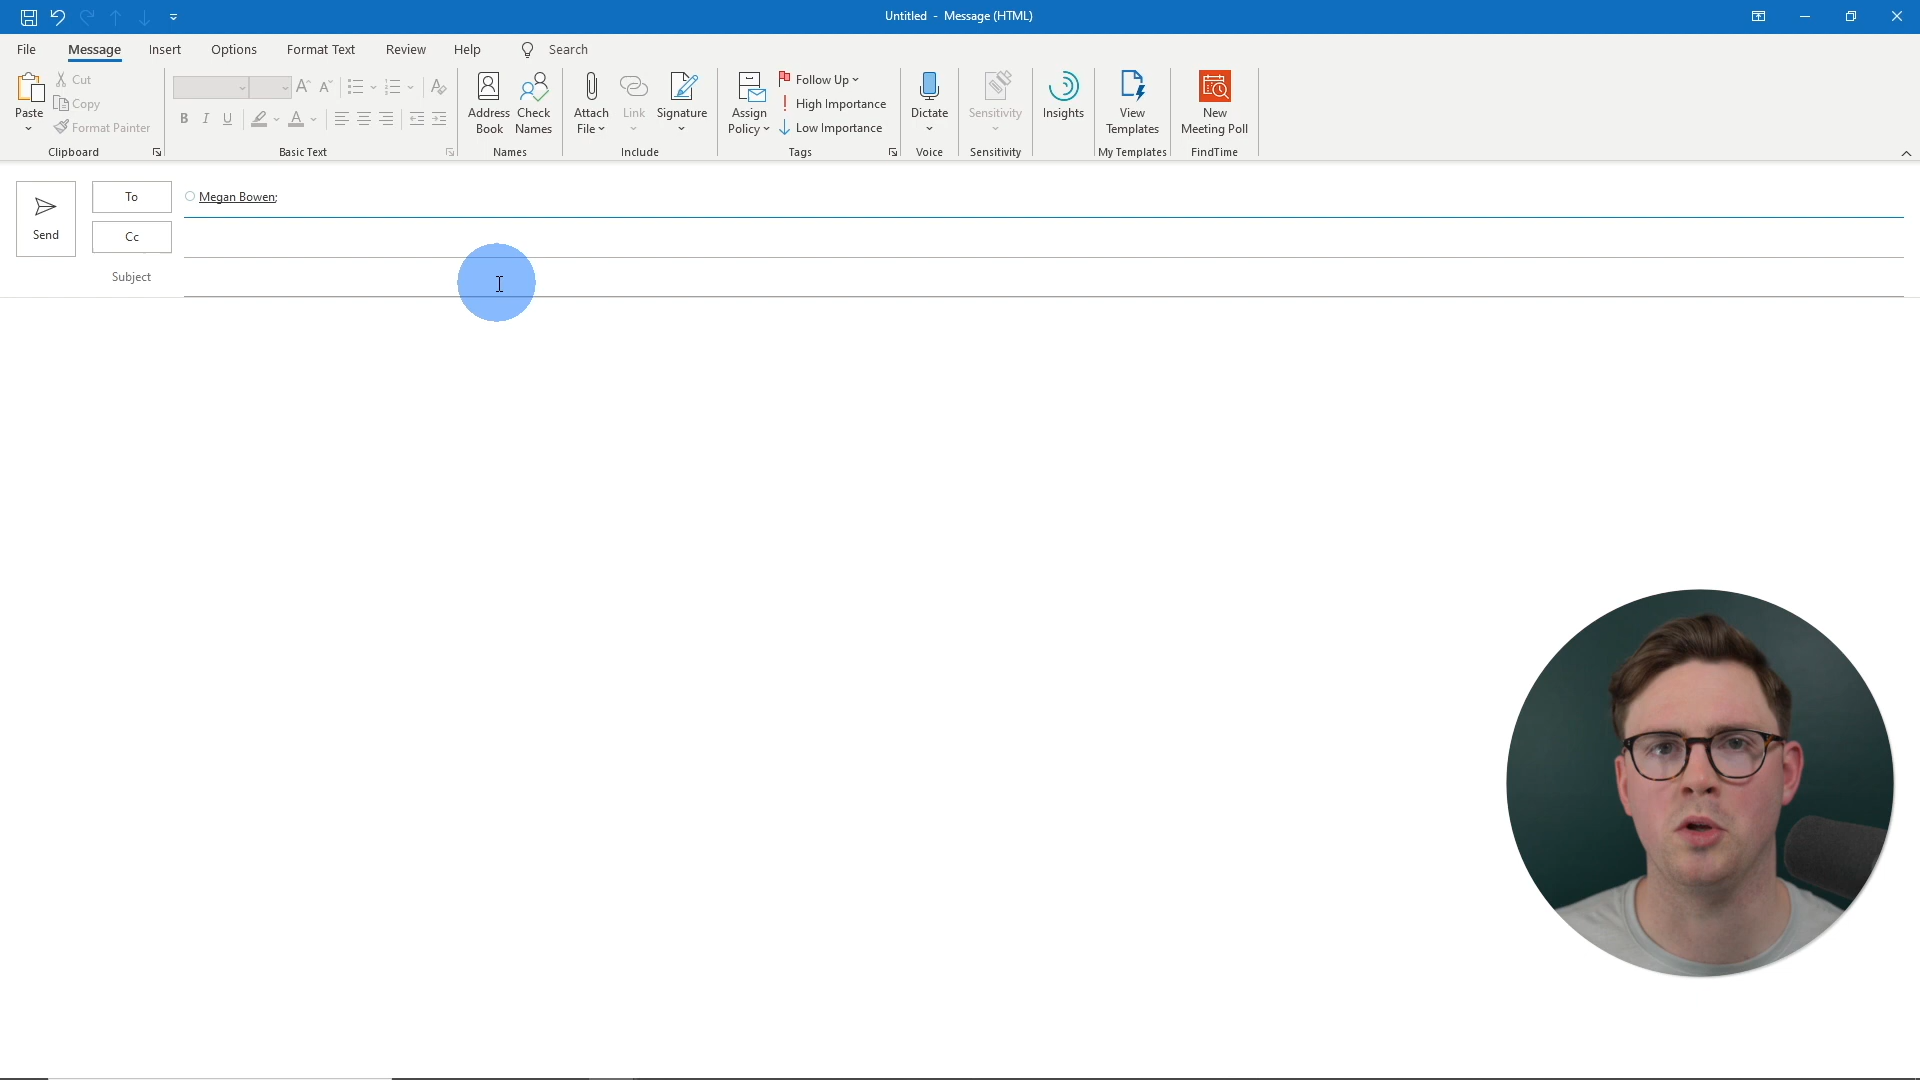 Untitled - Message (HTML)
File Message Insert Options Format Text Review Help Search
Paste
Cut
Copy
Format Painter
Clipboard
B I U
Basic Text
Address Book
Check Names
Names
Attach File
Link
Signature
Include
Assign Policy
Follow Up
High Importance
Low Importance
Tags
Dictate
Voice
Sensitivity
Sensitivity
Insights
View Templates
My Templates
New Meeting Poll
FindTime
Send
To
Megan Bowen;
Cc
Subject